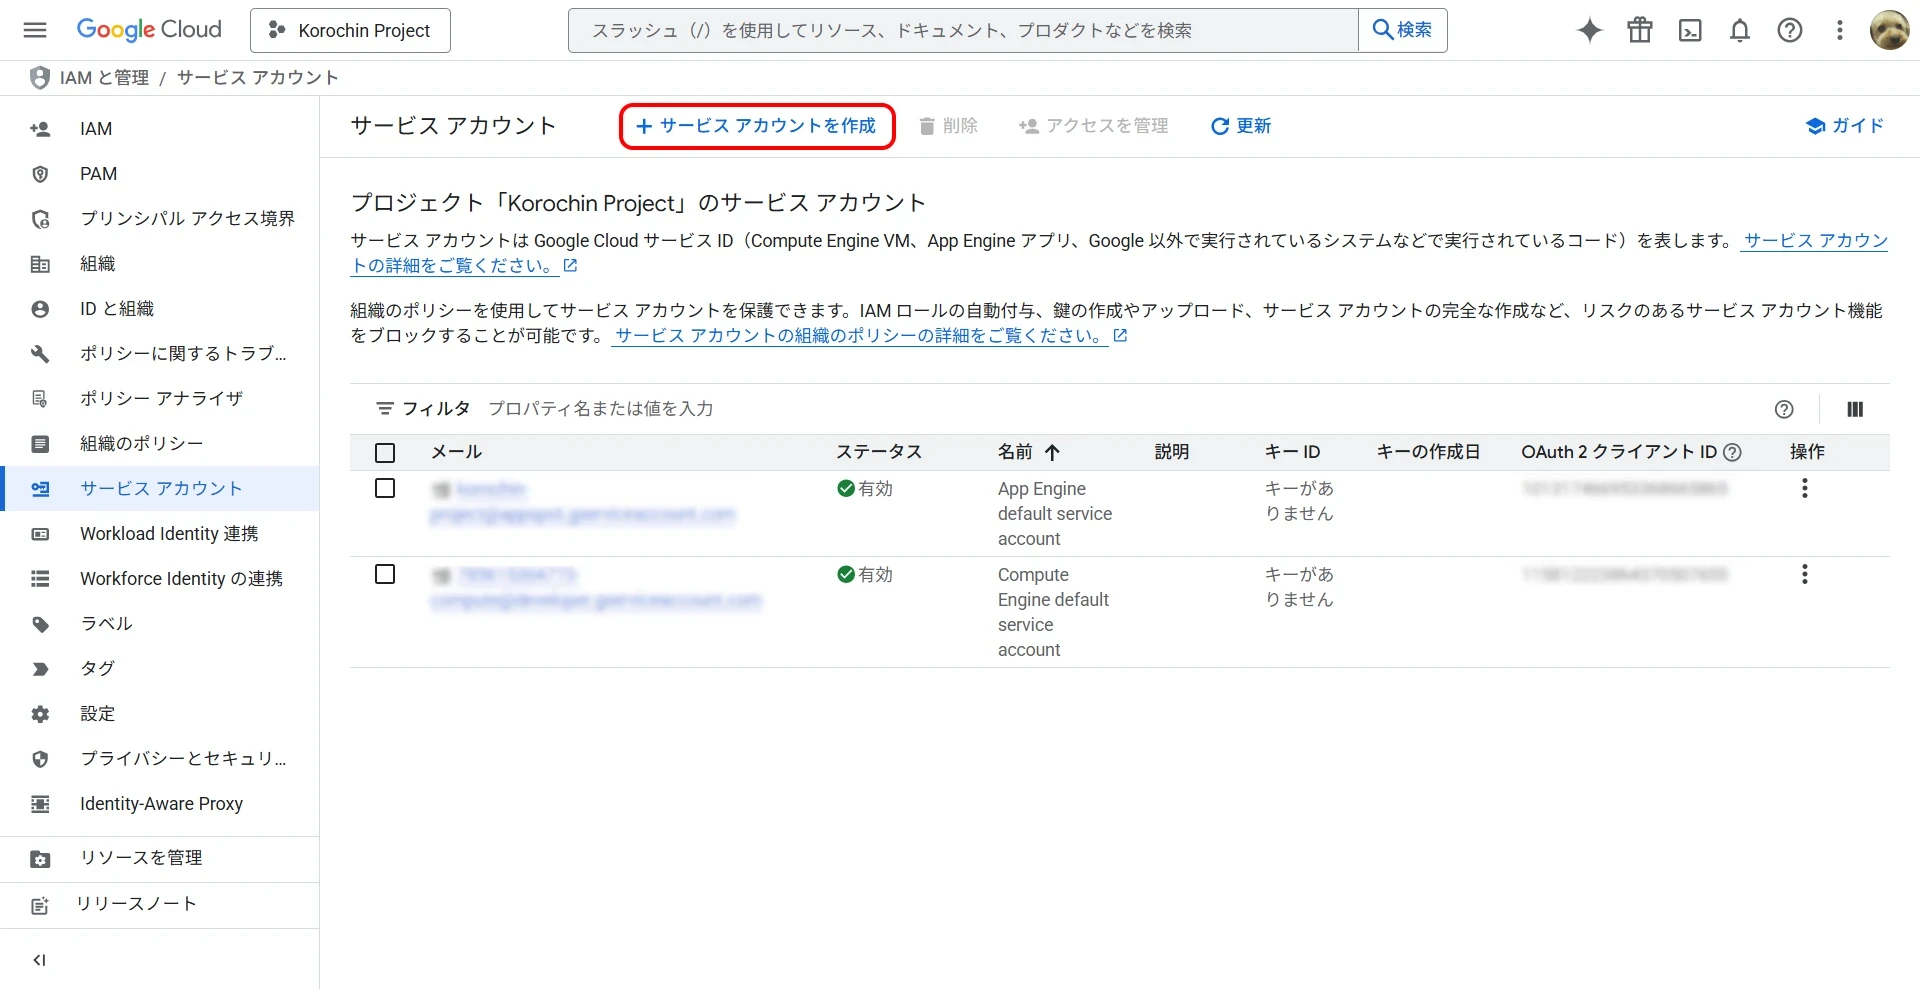 Google Cloud
Korochin Project
スラッシュ（/）を使用してリソース、ドキュメント、プロダクトなどを検索
検索
IAM と管理 / サービス アカウント
IAM
PAM
プリンシパル アクセス境界
組織
ID と組織
ポリシーに関するトラブ...
ポリシー アナライザ
組織のポリシー
サービス アカウント
Workload Identity 連携
Workforce Identity の連携
ラベル
タグ
設定
プライバシーとセキュリ...
Identity-Aware Proxy
リソースを管理
リリースノート
サービス アカウント
サービス アカウントを作成
削除
アクセスを管理
更新
ガイド
プロジェクト「Korochin Project」のサービス アカウント
サービス アカウントは Google Cloud サービス ID（Compute Engine VM、App Engine アプリ、Google 以外で実行されているシステムなどで実行されているコード）を表します。 サービス アカウン
トの詳細をご覧ください。
組織のポリシーを使用してサービス アカウントを保護できます。IAM ロールの自動付与、鍵の作成やアップロード、サービス アカウントの完全な作成など、リスクのあるサービス アカウント機能
をブロックすることが可能です。 サービス アカウントの組織のポリシーの詳細をご覧ください。
フィルタ プロパティ名または値を入力
メール ステータス 名前 説明 キー ID キーの作成日 OAuth 2 クライアント ID 操作
有効
App Engine
default service
account
キーがあ
りません
有効
Compute
Engine default
service
account
キーがあ
りません